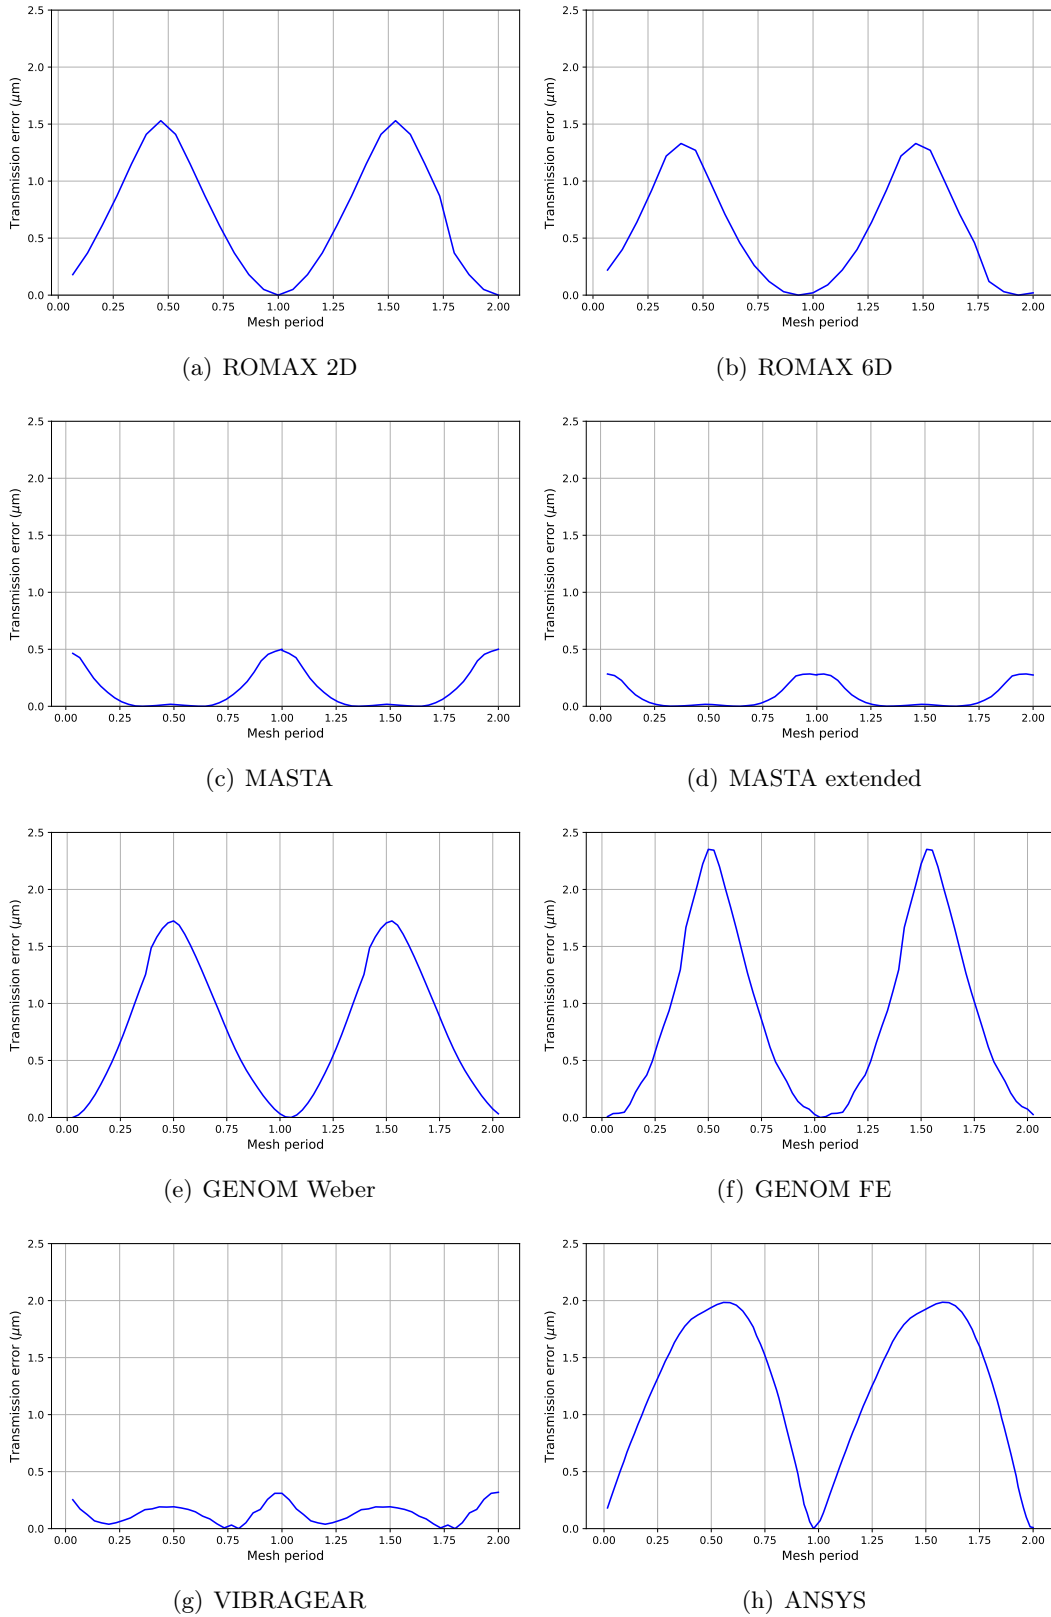 2.5 2.5
2.0 2.0
1.5 1.5
1.0 1.0
0.5 0.5
0.0 0.0
Transmission error (μm) Transmission error (μm)
0.00 0.25 0.50 0.75 1.00 1.25 1.50 1.75 2.00 0.00 0.25 0.50 0.75 1.00 1.25 1.50 1.75 2.00
Mesh period Mesh period
(a) ROMAX 2D (b) ROMAX 6D
2.5 2.5
2.0 2.0
1.5 1.5
1.0 1.0
0.5 0.5
0.0 0.0
Transmission error (μm) Transmission error (μm)
0.00 0.25 0.50 0.75 1.00 1.25 1.50 1.75 2.00 0.00 0.25 0.50 0.75 1.00 1.25 1.50 1.75 2.00
Mesh period Mesh period
(c) MASTA (d) MASTA extended
2.5 2.5
2.0 2.0
1.5 1.5
1.0 1.0
0.5 0.5
0.0 0.0
Transmission error (μm) Transmission error (μm)
0.00 0.25 0.50 0.75 1.00 1.25 1.50 1.75 2.00 0.00 0.25 0.50 0.75 1.00 1.25 1.50 1.75 2.00
Mesh period Mesh period
(e) GENOM Weber (f) GENOM FE
2.5 2.5
2.0 2.0
1.5 1.5
1.0 1.0
0.5 0.5
0.0 0.0
Transmission error (μm) Transmission error (μm)
0.00 0.25 0.50 0.75 1.00 1.25 1.50 1.75 2.00 0.00 0.25 0.50 0.75 1.00 1.25 1.50 1.75 2.00
Mesh period Mesh period
(g) VIBRAGEAR (h) ANSYS